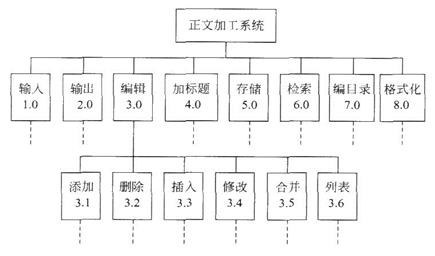 正文加工系统
输入 输出 编辑 加标题 存储 检索 编目录 格式化
1.0 2.0 3.0 4.0 5.0 6.0 7.0 8.0
添加 删除 插入 修改 合并 列表
3.1 3.2 3.3 3.4 3.5 3.6